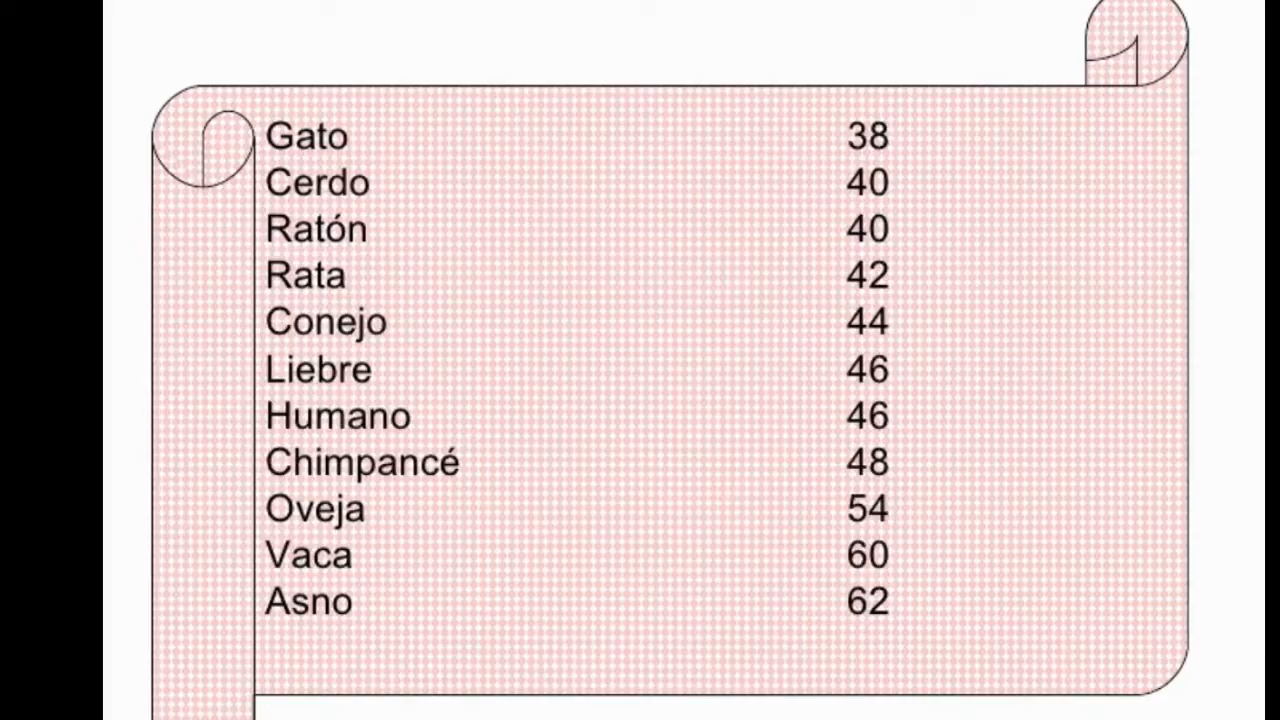 Gato 38
Cerdo 40
Ratón 40
Rata 42
Conejo 44
Liebre 46
Humano 46
Chimpancé 48
Oveja 54
Vaca 60
Asno 62